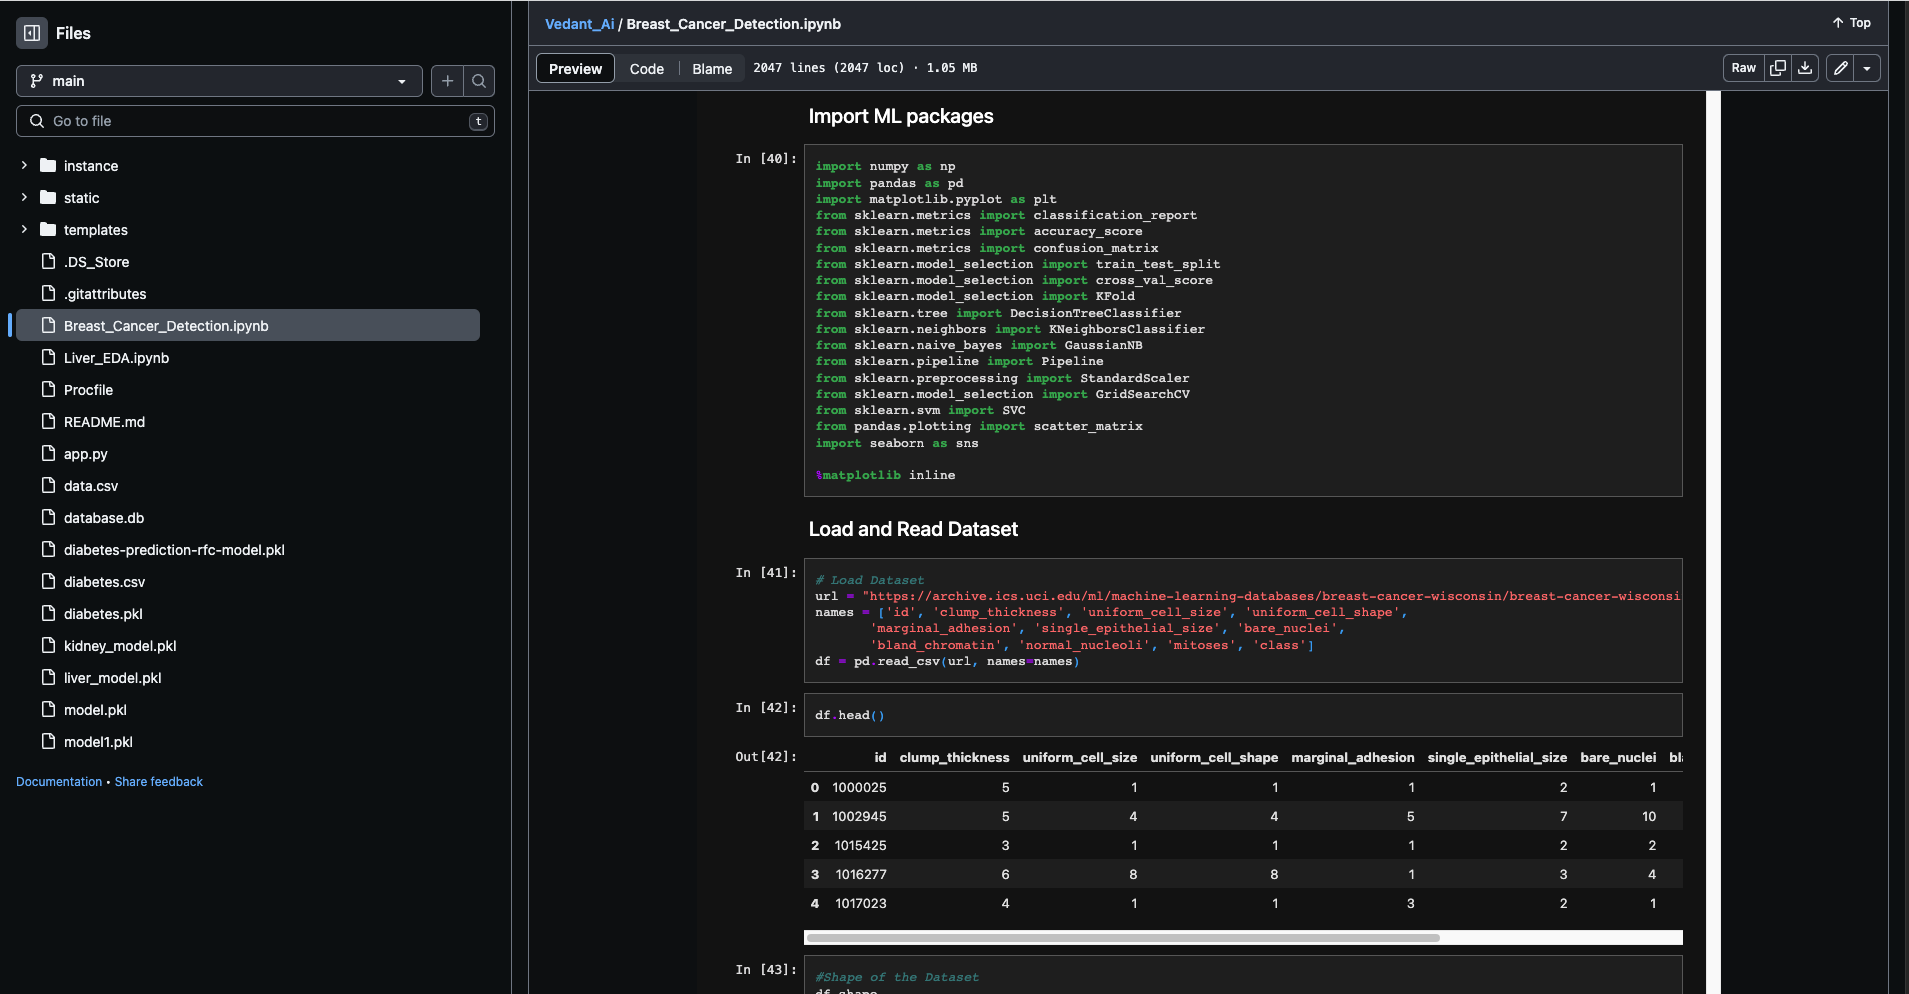 Files
main
Go to file
t
instance
static
templates
.DS_Store
.gitattributes
Breast_Cancer_Detection.ipynb
Liver_EDA.ipynb
Procfile
README.md
app.py
data.csv
database.db
diabetes-prediction-rfc-model.pkl
diabetes.csv
diabetes.pkl
kidney_model.pkl
liver_model.pkl
model.pkl
model1.pkl
Documentation • Share feedback
Vedant_Ai / Breast_Cancer_Detection.ipynb
Top
Preview Code Blame 2047 lines (2047 loc) · 1.05 MB
Raw
Import ML packages
In [40]:
import numpy as np
import pandas as pd
import matplotlib.pyplot as plt
from sklearn.metrics import classification_report
from sklearn.metrics import accuracy_score
from sklearn.metrics import confusion_matrix
from sklearn.model_selection import train_test_split
from sklearn.model_selection import cross_val_score
from sklearn.model_selection import KFold
from sklearn.tree import DecisionTreeClassifier
from sklearn.neighbors import KNeighborsClassifier
from sklearn.naive_bayes import GaussianNB
from sklearn.pipeline import Pipeline
from sklearn.preprocessing import StandardScaler
from sklearn.model_selection import GridSearchCV
from sklearn.svm import SVC
from pandas.plotting import scatter_matrix
import seaborn as sns
%matplotlib inline
Load and Read Dataset
In [41]:
# Load Dataset
url = "https://archive.ics.uci.edu/ml/machine-learning-databases/breast-cancer-wisconsin/breast-cancer-wisconsi
names = ['id', 'clump_thickness', 'uniform_cell_size', 'uniform_cell_shape',
'marginal_adhesion', 'single_epithelial_size', 'bare_nuclei',
'bland_chromatin', 'normal_nucleoli', 'mitoses', 'class']
df = pd.read_csv(url, names=names)
In [42]:
df.head()
Out[42]:
id clump_thickness uniform_cell_size uniform_cell_shape marginal_adhesion single_epithelial_size bare_nuclei bla
0 1000025 5 1 1 1 2 1
1 1002945 5 4 4 5 7 10
2 1015425 3 1 1 1 2 2
3 1016277 6 8 8 1 3 4
4 1017023 4 1 1 3 2 1
In [43]:
#Shape of the Dataset
df.shape